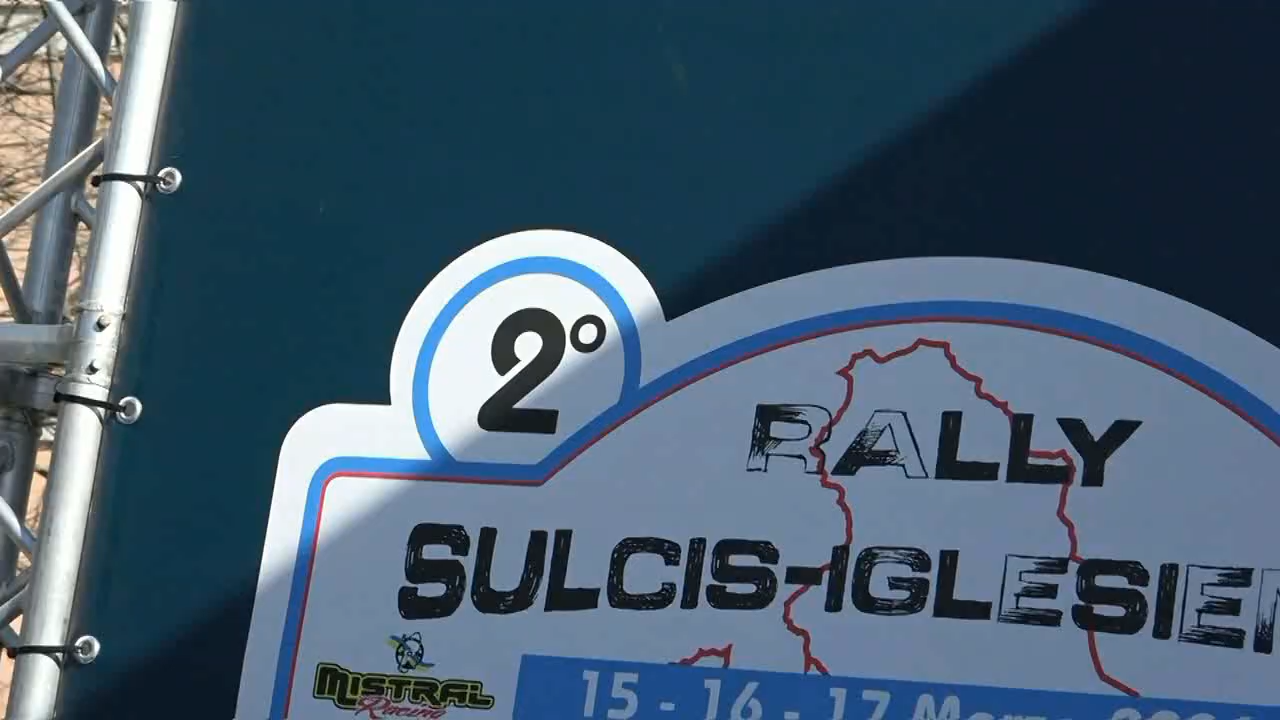 2°
RALLY
SULCIS-IGLESIEN
MISTRAL
Racing
15 - 16 - 17